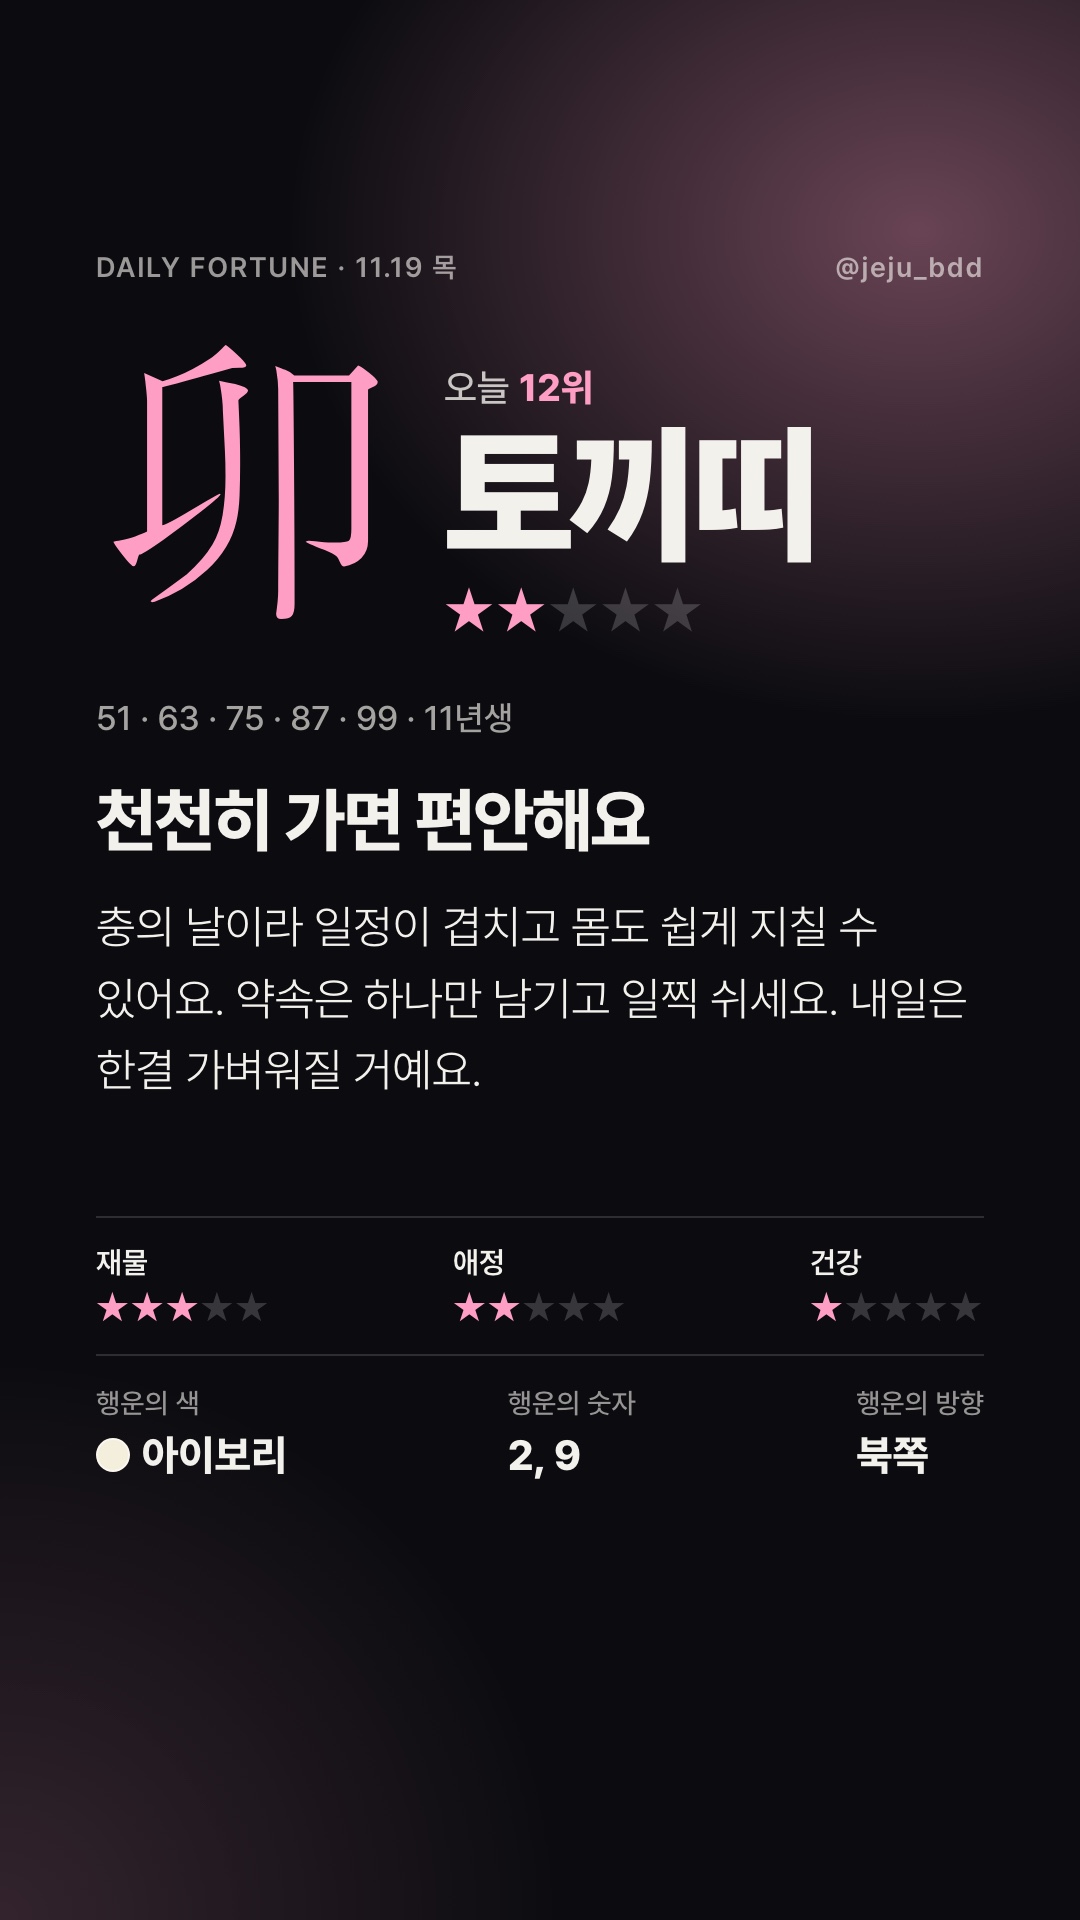 DAILY FORTUNE · 11.19 목
@jeju_bdd
卯
오늘 12위
토끼띠
★★★★★
51 · 63 · 75 · 87 · 99 · 11년생
천천히 가면 편안해요
충의 날이라 일정이 겹치고 몸도 쉽게 지칠 수
있어요. 약속은 하나만 남기고 일찍 쉬세요. 내일은
한결 가벼워질 거예요.
재물 애정 건강
★★★★★ ★★★★★ ★★★★★
행운의 색 행운의 숫자 행운의 방향
아이보리 2, 9 북쪽